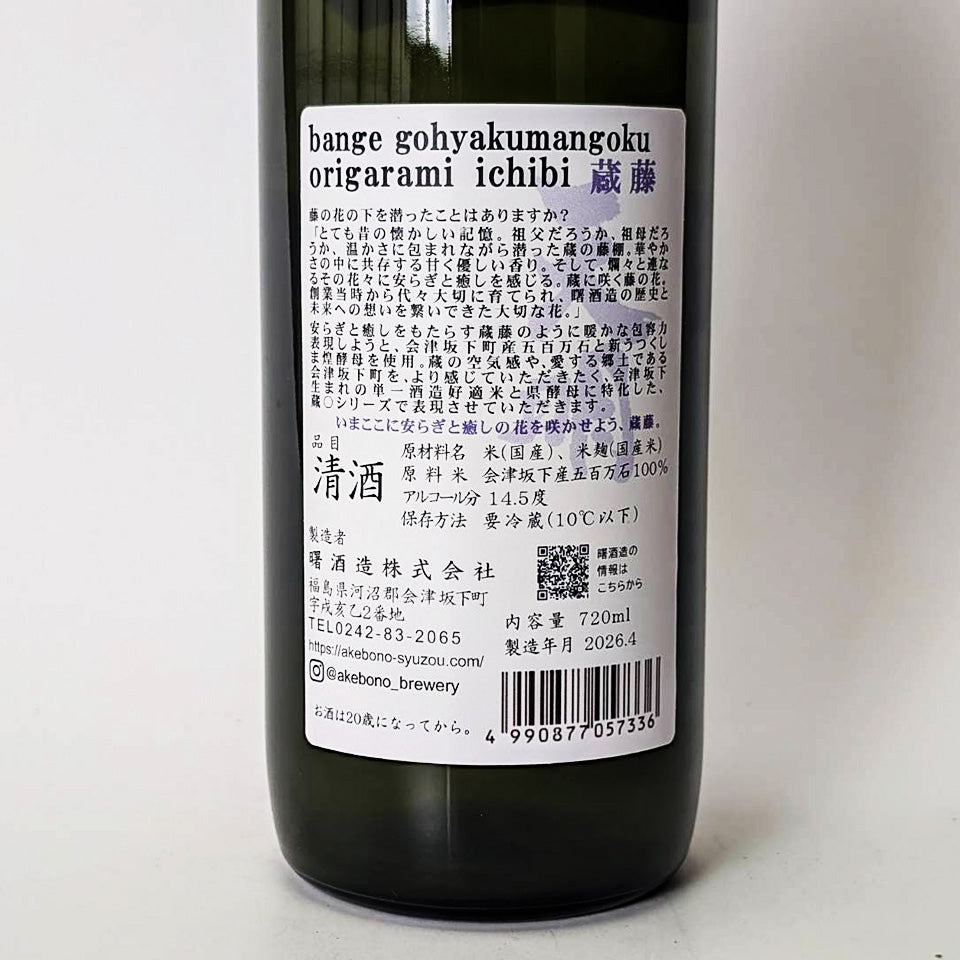 bange gohyakumangoku
origarami ichibi 蔵藤
藤の花の下を潜ったことはありますか？
「とても昔の懐かしい記憶。祖父だろうか、祖母だろ
うか、温かさに包まれながら潜った蔵の藤棚。華やか
さの中に共存する甘く優しい香り。そして、爛々と連な
るその花々に安らぎと癒しを感じる。蔵に咲く藤の花。
創業当時から代々大切に育てられ、曙酒造の歴史と
未来への想いを繋いできた大切な花。」
安らぎと癒しをもたらす蔵藤のように暖かな包容力
表現しようと、会津坂下町産五百万石と新うつくし
ま煌酵母を使用。蔵の空気感や、愛する郷土である
会津坂下町を、より感じていただきたく、会津坂下
生まれの単一酒造好適米と県酵母に特化した、
蔵○シリーズで表現させていただきます。
いまここに安らぎと癒しの花を咲かせよう、蔵藤。
品目
清酒
原材料名 米(国産)、米麹(国産米)
原料米 会津坂下産五百万石100%
アルコール分 14.5度
保存方法 要冷蔵(10℃以下)
製造者
曙酒造株式会社
福島県河沼郡会津坂下町
字戌亥乙2番地
TEL0242-83-2065
https://akebono-syuzou.com/
@akebono_brewery
曙酒造の
情報は
こちらから
内容量 720ml
製造年月 2026.4
お酒は20歳になってから。
4 990877 057336